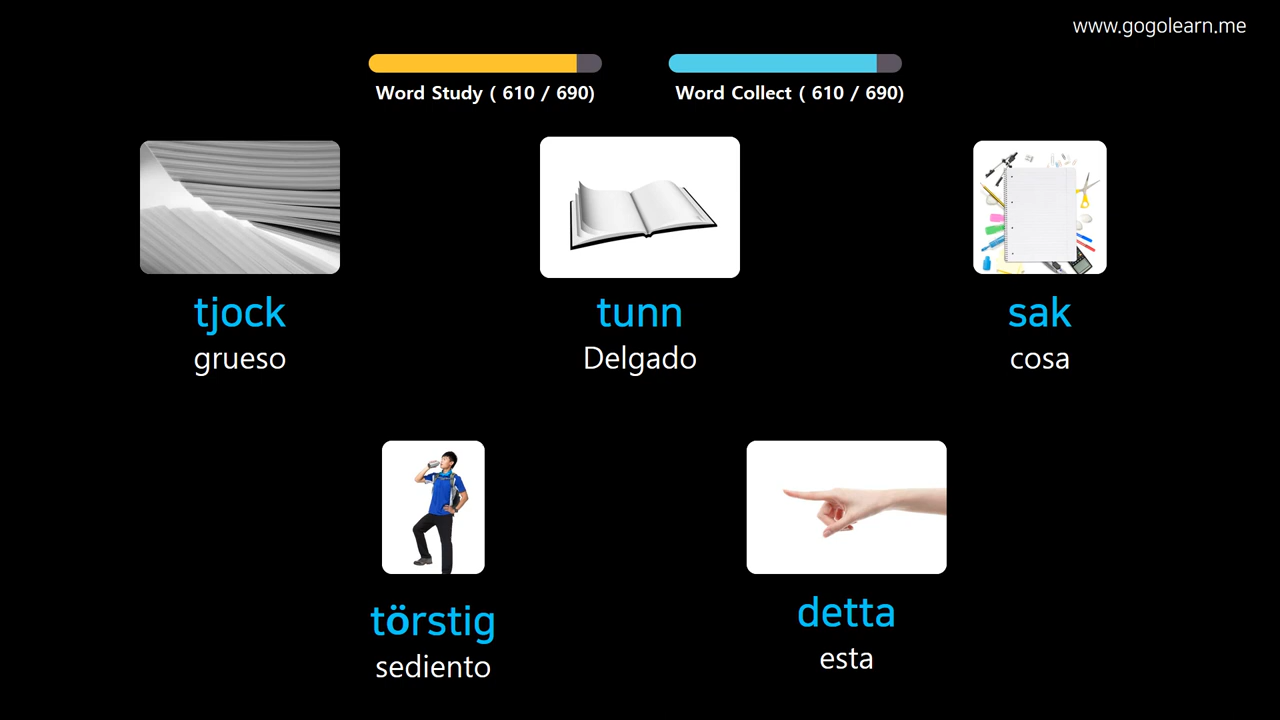 www.gogolearn.me
Word Study ( 610 / 690)
Word Collect ( 610 / 690)
tjock
grueso
tunn
Delgado
sak
cosa
törstig
sediento
detta
esta